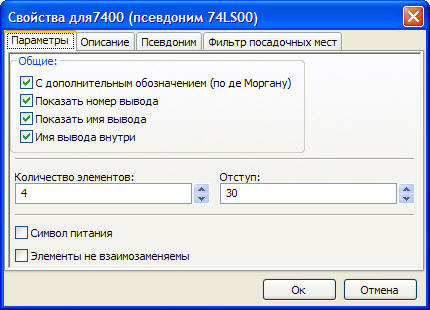 Свойства для7400 (псевдоним 74LS00)
Параметры Описание Псевдоним Фильтр посадочных мест
Общие:
С дополнительным обозначением (по де Моргану)
Показать номер вывода
Показать имя вывода
Имя вывода внутри
Количество элементов: Отступ:
4 30
Символ питания
Элементы не взаимозаменяемы
Ок Отмена